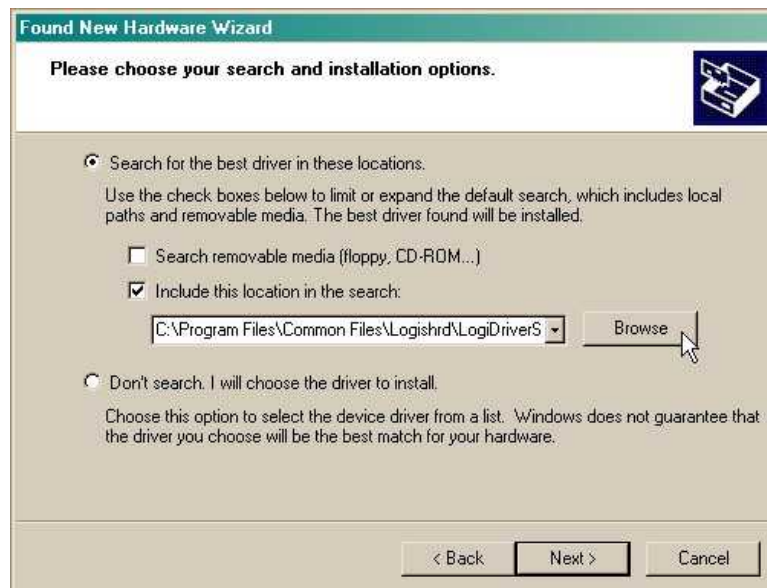 Found New Hardware Wizard
Please choose your search and installation options.
Search for the best driver in these locations.
Use the check boxes below to limit or expand the default search, which includes local
paths and removable media. The best driver found will be installed.
Search removable media (floppy, CD-ROM...)
Include this location in the search:
C:\Program Files\Common Files\Logishrd\LogiDriverS
Browse
Don't search. I will choose the driver to install.
Choose this option to select the device driver from a list. Windows does not guarantee that
the driver you choose will be the best match for your hardware.
< Back Next > Cancel